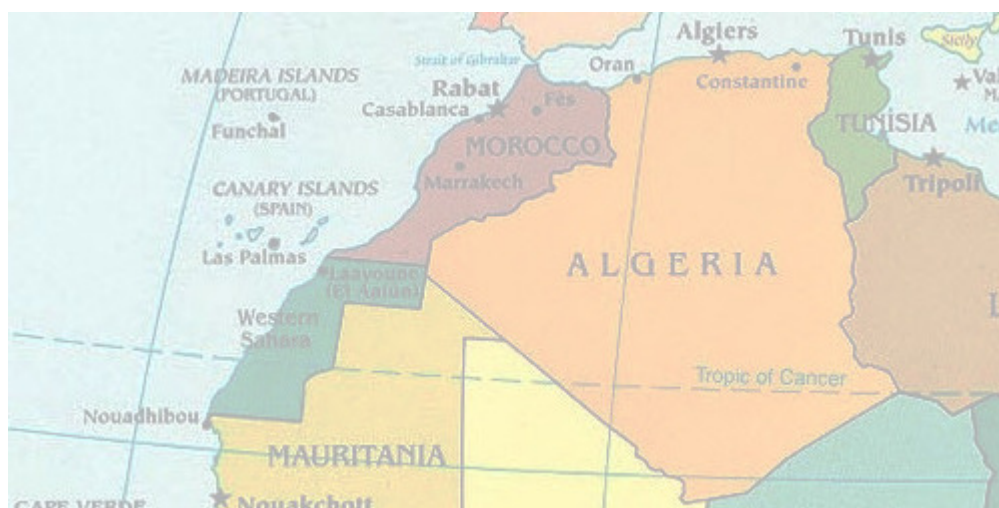 Algiers
Tunis
Sicily
Strait of Gibraltar
Oran
Constantine
MADEIRA ISLANDS
(PORTUGAL)
Rabat
Casablanca
Fès
Funchal
MOROCCO
TUNISIA
Marrakech
Tripoli
CANARY ISLANDS
(SPAIN)
Las Palmas
Laayoune
(El Aaiún)
ALGERIA
Western
Sahara
Tropic of Cancer
Nouadhibou
MAURITANIA
CAPE VERDE
Nouakchott